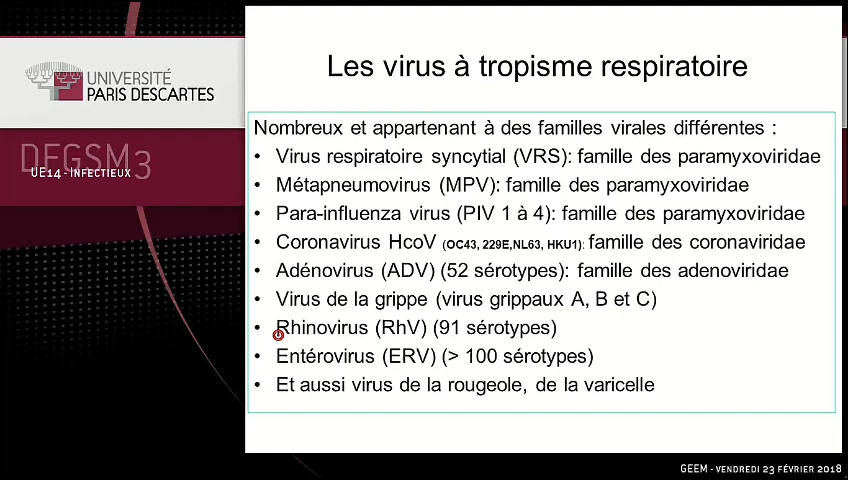 Les virus à tropisme respiratoire
UNIVERSITÉ
PARIS DESCARTES
DFGSM3
UE14 - INFECTIEUX
Nombreux et appartenant à des familles virales différentes :
• Virus respiratoire syncytial (VRS): famille des paramyxoviridae
• Métapneumovirus (MPV): famille des paramyxoviridae
• Para-influenza virus (PIV 1 à 4): famille des paramyxoviridae
• Coronavirus HcoV (OC43, 229E,NL63, HKU1): famille des coronaviridae
• Adénovirus (ADV) (52 sérotypes): famille des adenoviridae
• Virus de la grippe (virus grippaux A, B et C)
• Rhinovirus (RhV) (91 sérotypes)
• Entérovirus (ERV) (> 100 sérotypes)
• Et aussi virus de la rougeole, de la varicelle
GEEM - VENDREDI 23 FÉVRIER 2018